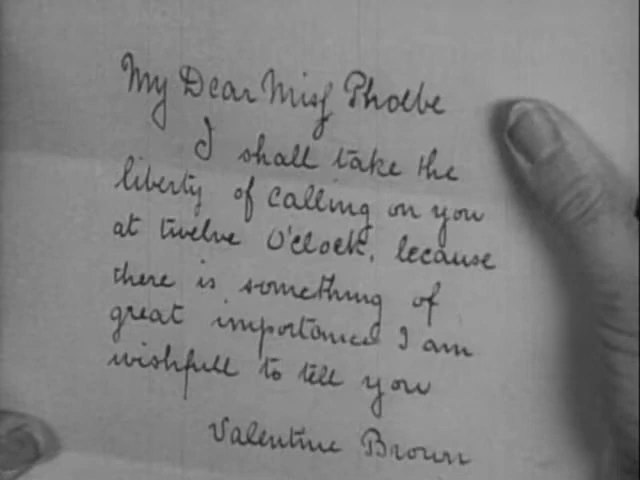 My Dear Miss Phoebe
I shall take the
liberty of calling on you
at twelve O'clock, because
there is something of
great importance I am
wishfull to tell you
Valentine Brown